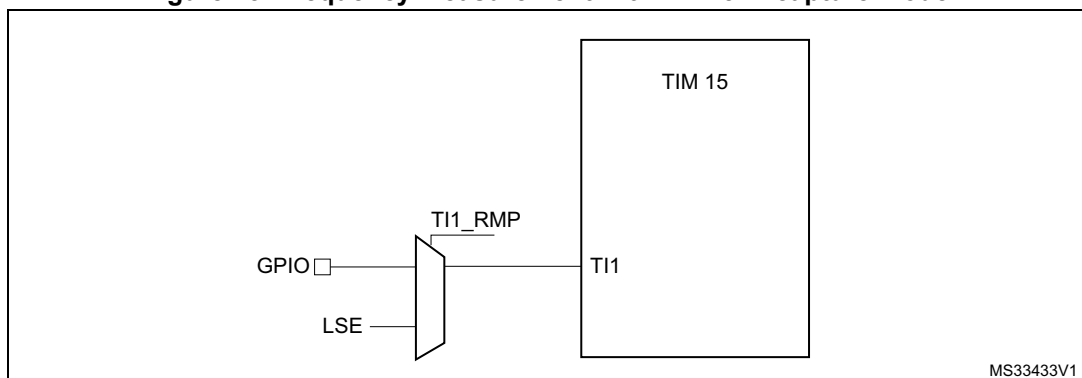 TIM 15
TI1_RMP
GPIO
TI1
LSE
MS33433V1